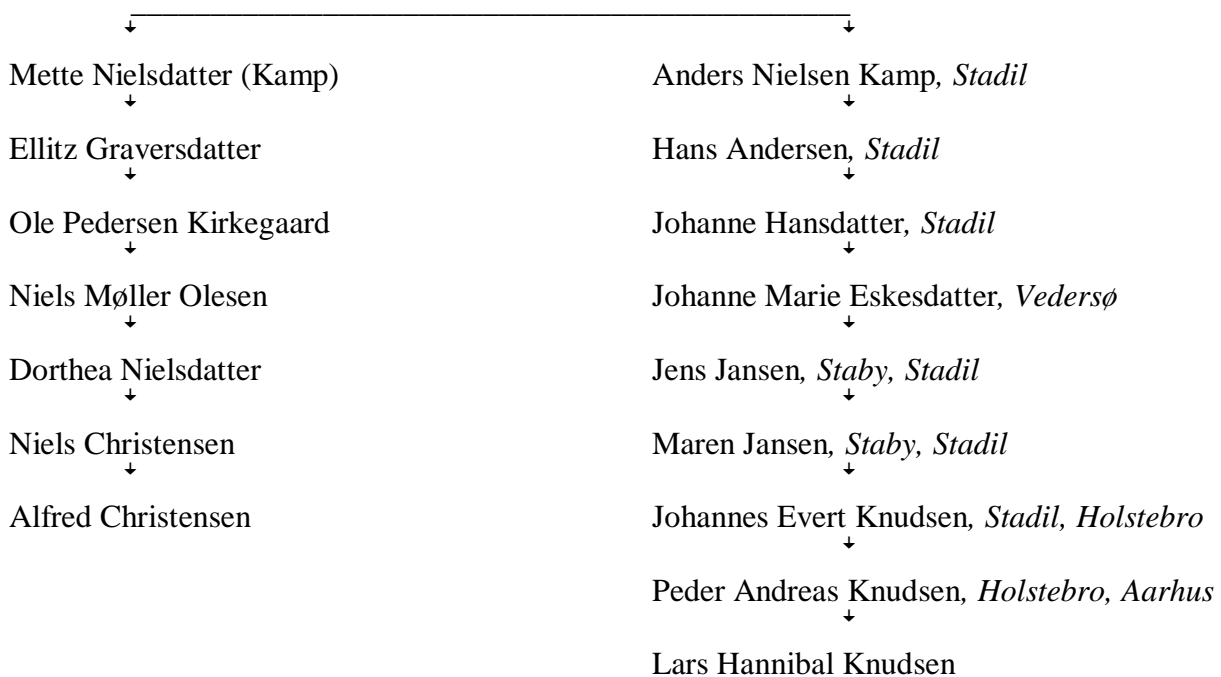 Mette Nielsdatter (Kamp)
Anders Nielsen Kamp, Stadil
Ellitz Graversdatter
Hans Andersen, Stadil
Ole Pedersen Kirkegaard
Johanne Hansdatter, Stadil
Niels Møller Olesen
Johanne Marie Eskesdatter, Vedersø
Dorthea Nielsdatter
Jens Jansen, Staby, Stadil
Niels Christensen
Maren Jansen, Staby, Stadil
Alfred Christensen
Johannes Evert Knudsen, Stadil, Holstebro
Peder Andreas Knudsen, Holstebro, Aarhus
Lars Hannibal Knudsen